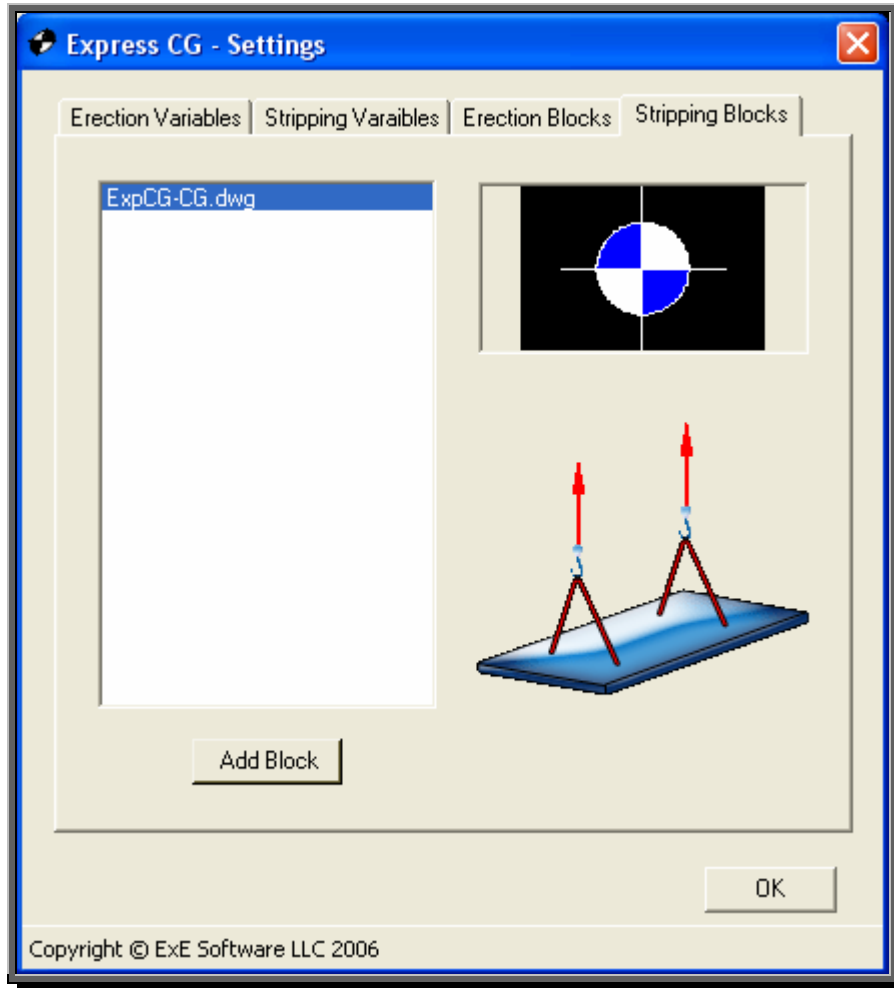 Express CG - Settings
Erection Variables Stripping Varaibles Erection Blocks Stripping Blocks
ExpCG-CG.dwg
Add Block
OK
Copyright © ExE Software LLC 2006